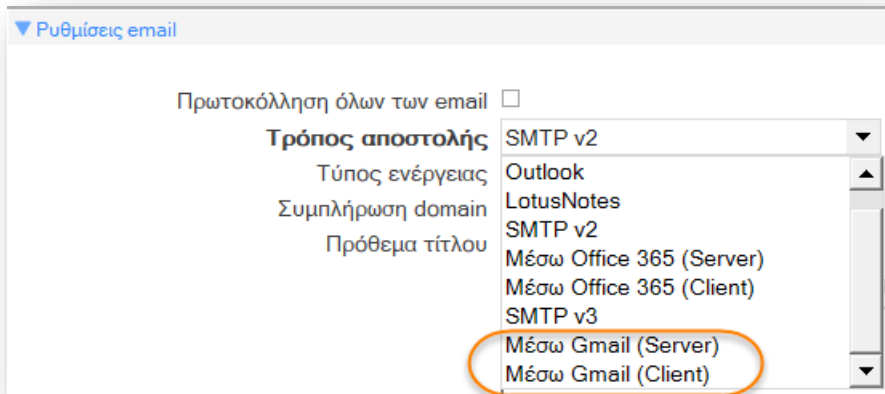 Ρυθμίσεις email
Πρωτοκόλληση όλων των email
Τρόπος αποστολής SMTP v2
Τύπος ενέργειας Outlook
Συμπλήρωση domain LotusNotes
Πρόθεμα τίτλου SMTP v2
Μέσω Office 365 (Server)
Μέσω Office 365 (Client)
SMTP v3
Μέσω Gmail (Server)
Μέσω Gmail (Client)